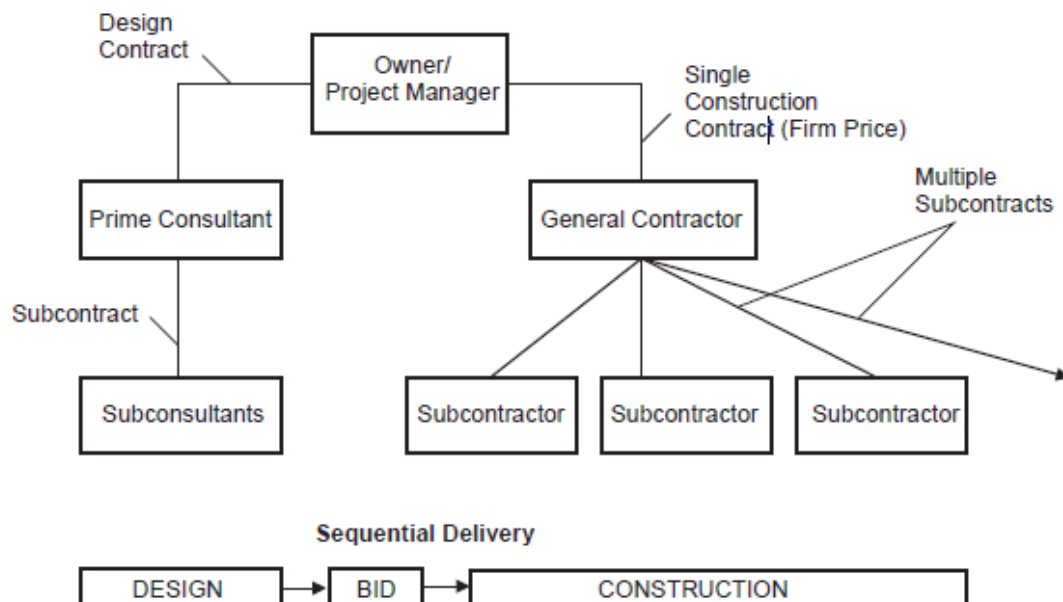 Design
Contract
Owner/
Project Manager
Single
Construction
Contract (Firm Price)
Prime Consultant
General Contractor
Multiple
Subcontracts
Subcontract
Subconsultants
Subcontractor
Subcontractor
Subcontractor
Sequential Delivery
DESIGN
BID
CONSTRUCTION